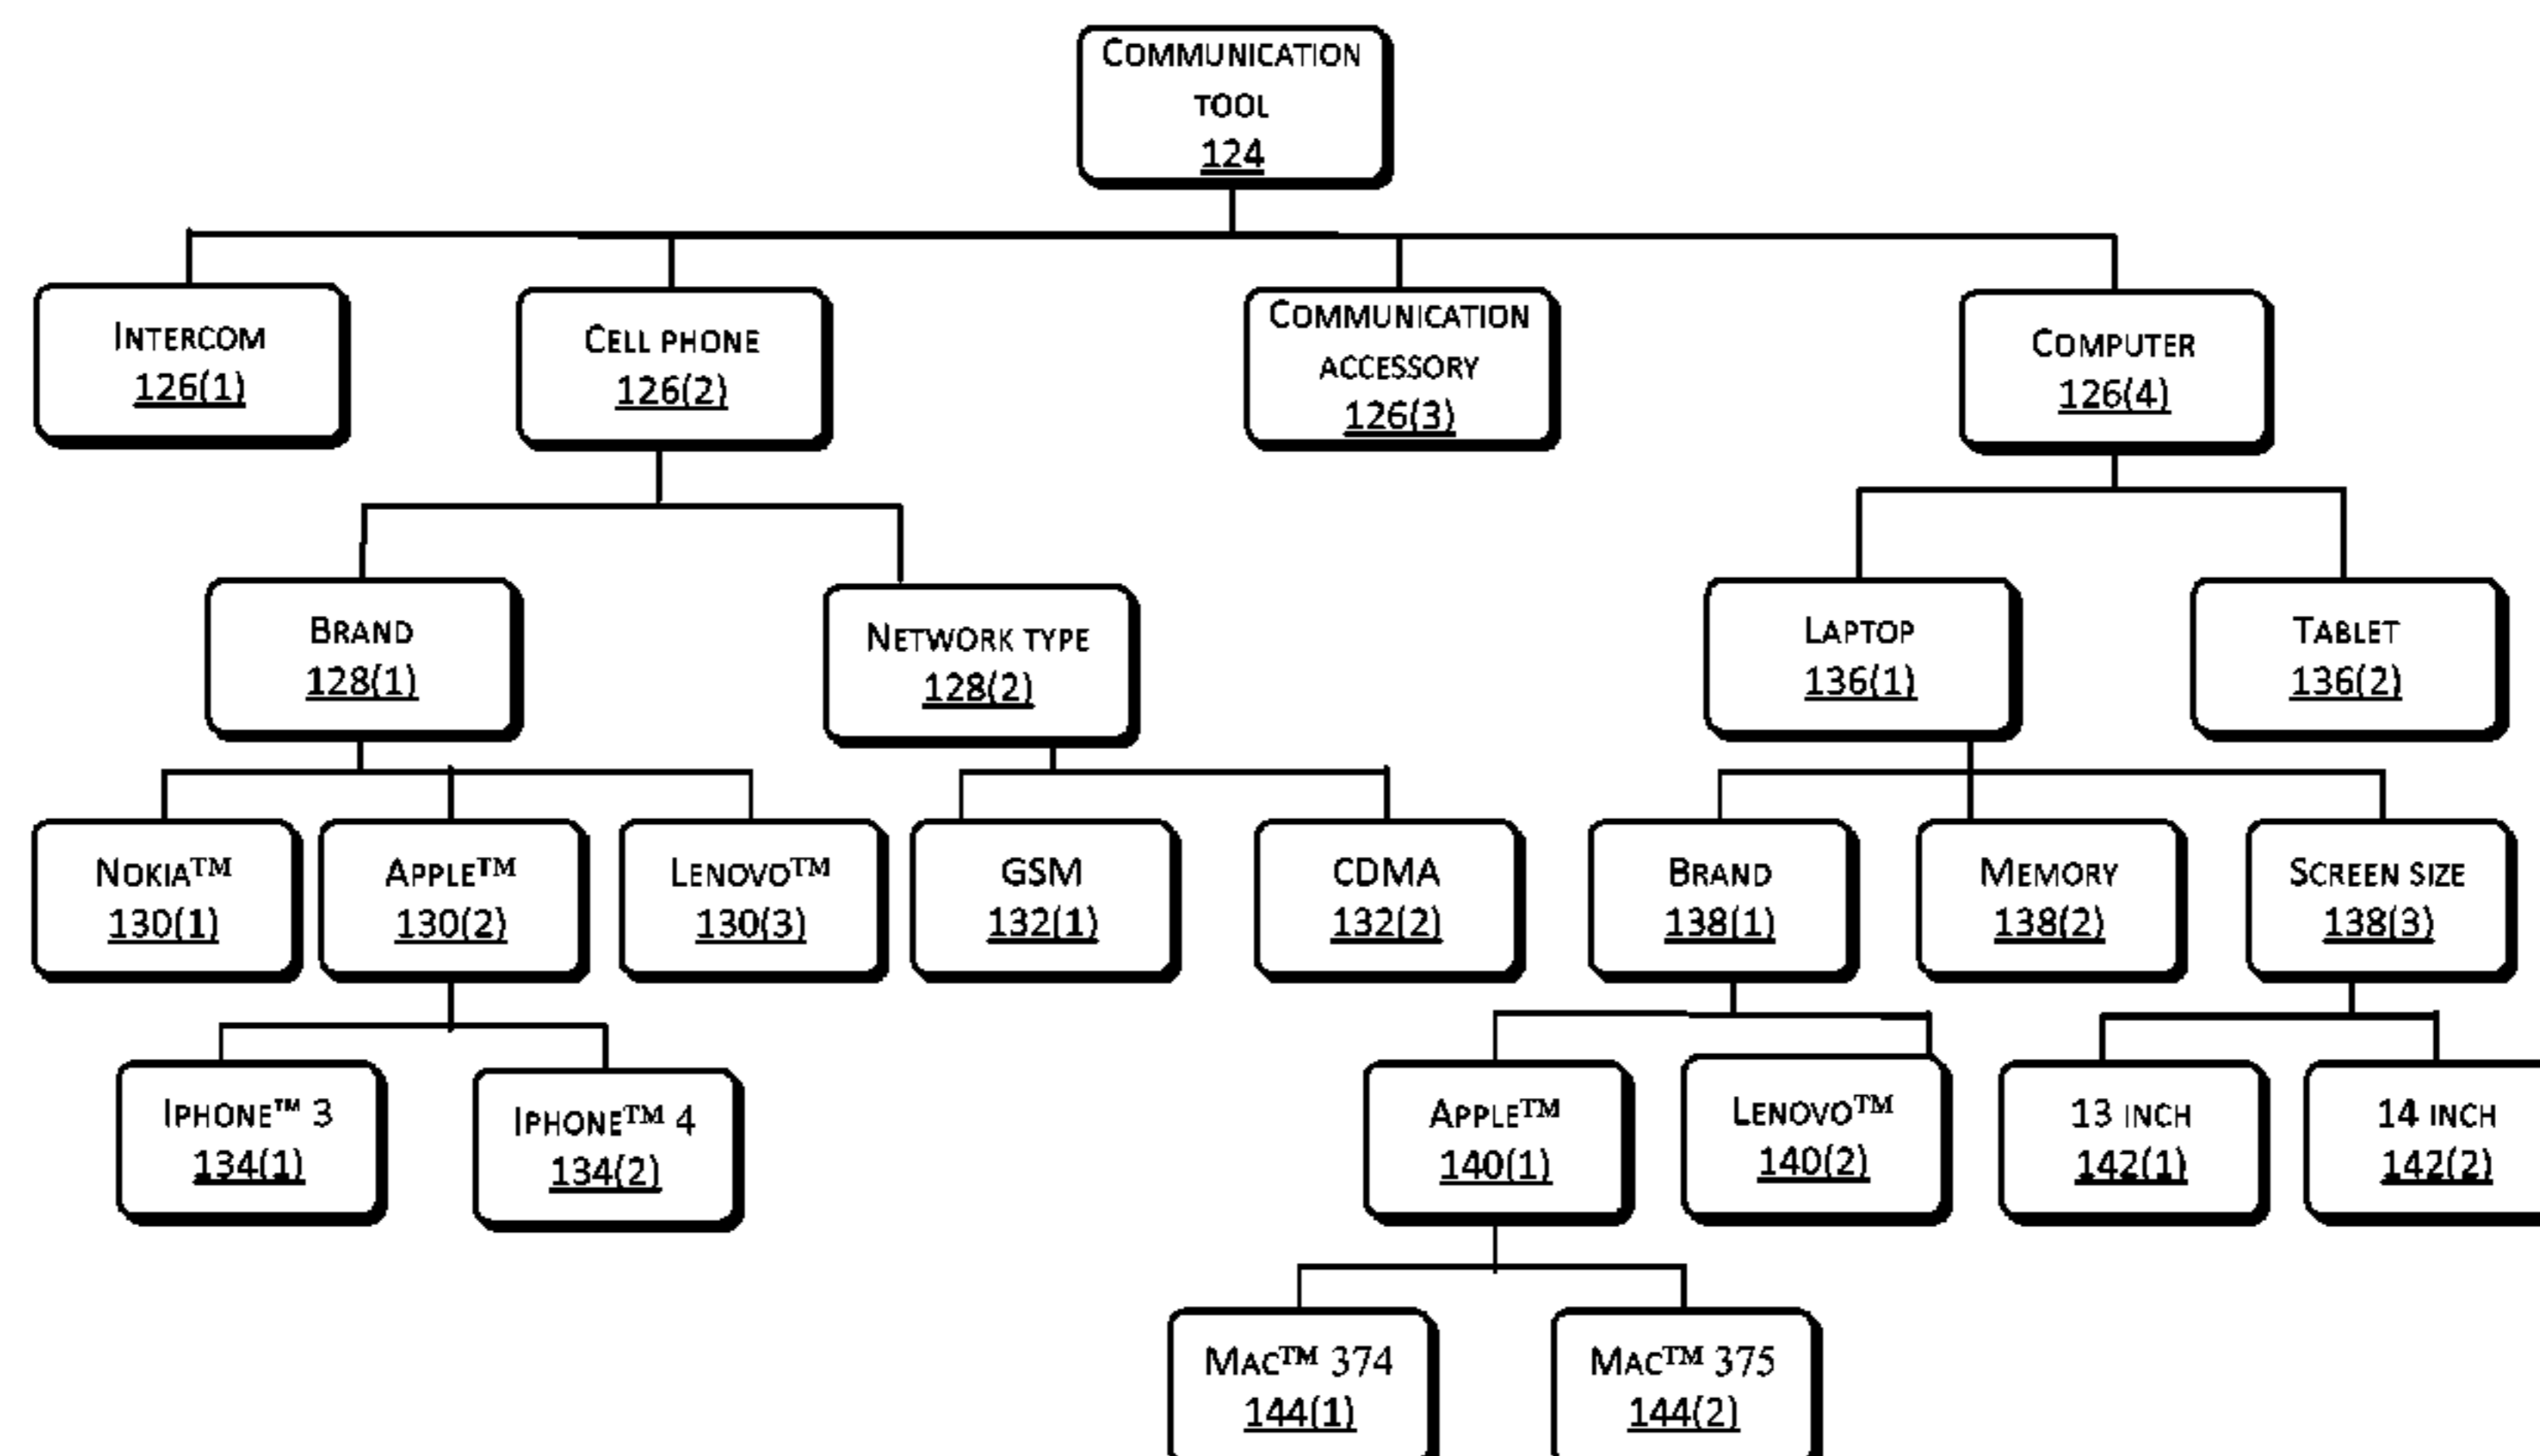 COMMUNICATION
TOOL
124
INTERCOM
126(1)
CELL PHONE
126(2)
COMMUNICATION
ACCESSORY
126(3)
COMPUTER
126(4)
BRAND
128(1)
NETWORK TYPE
128(2)
LAPTOP
136(1)
TABLET
136(2)
NOKIA™
130(1)
APPLE™
130(2)
LENOVO™
130(3)
GSM
132(1)
CDMA
132(2)
BRAND
138(1)
MEMORY
138(2)
SCREEN SIZE
138(3)
IPHONE™ 3
134(1)
IPHONE™ 4
134(2)
APPLE™
140(1)
LENOVO™
140(2)
13 INCH
142(1)
14 INCH
142(2)
MAC™ 374
144(1)
MAC™ 375
144(2)